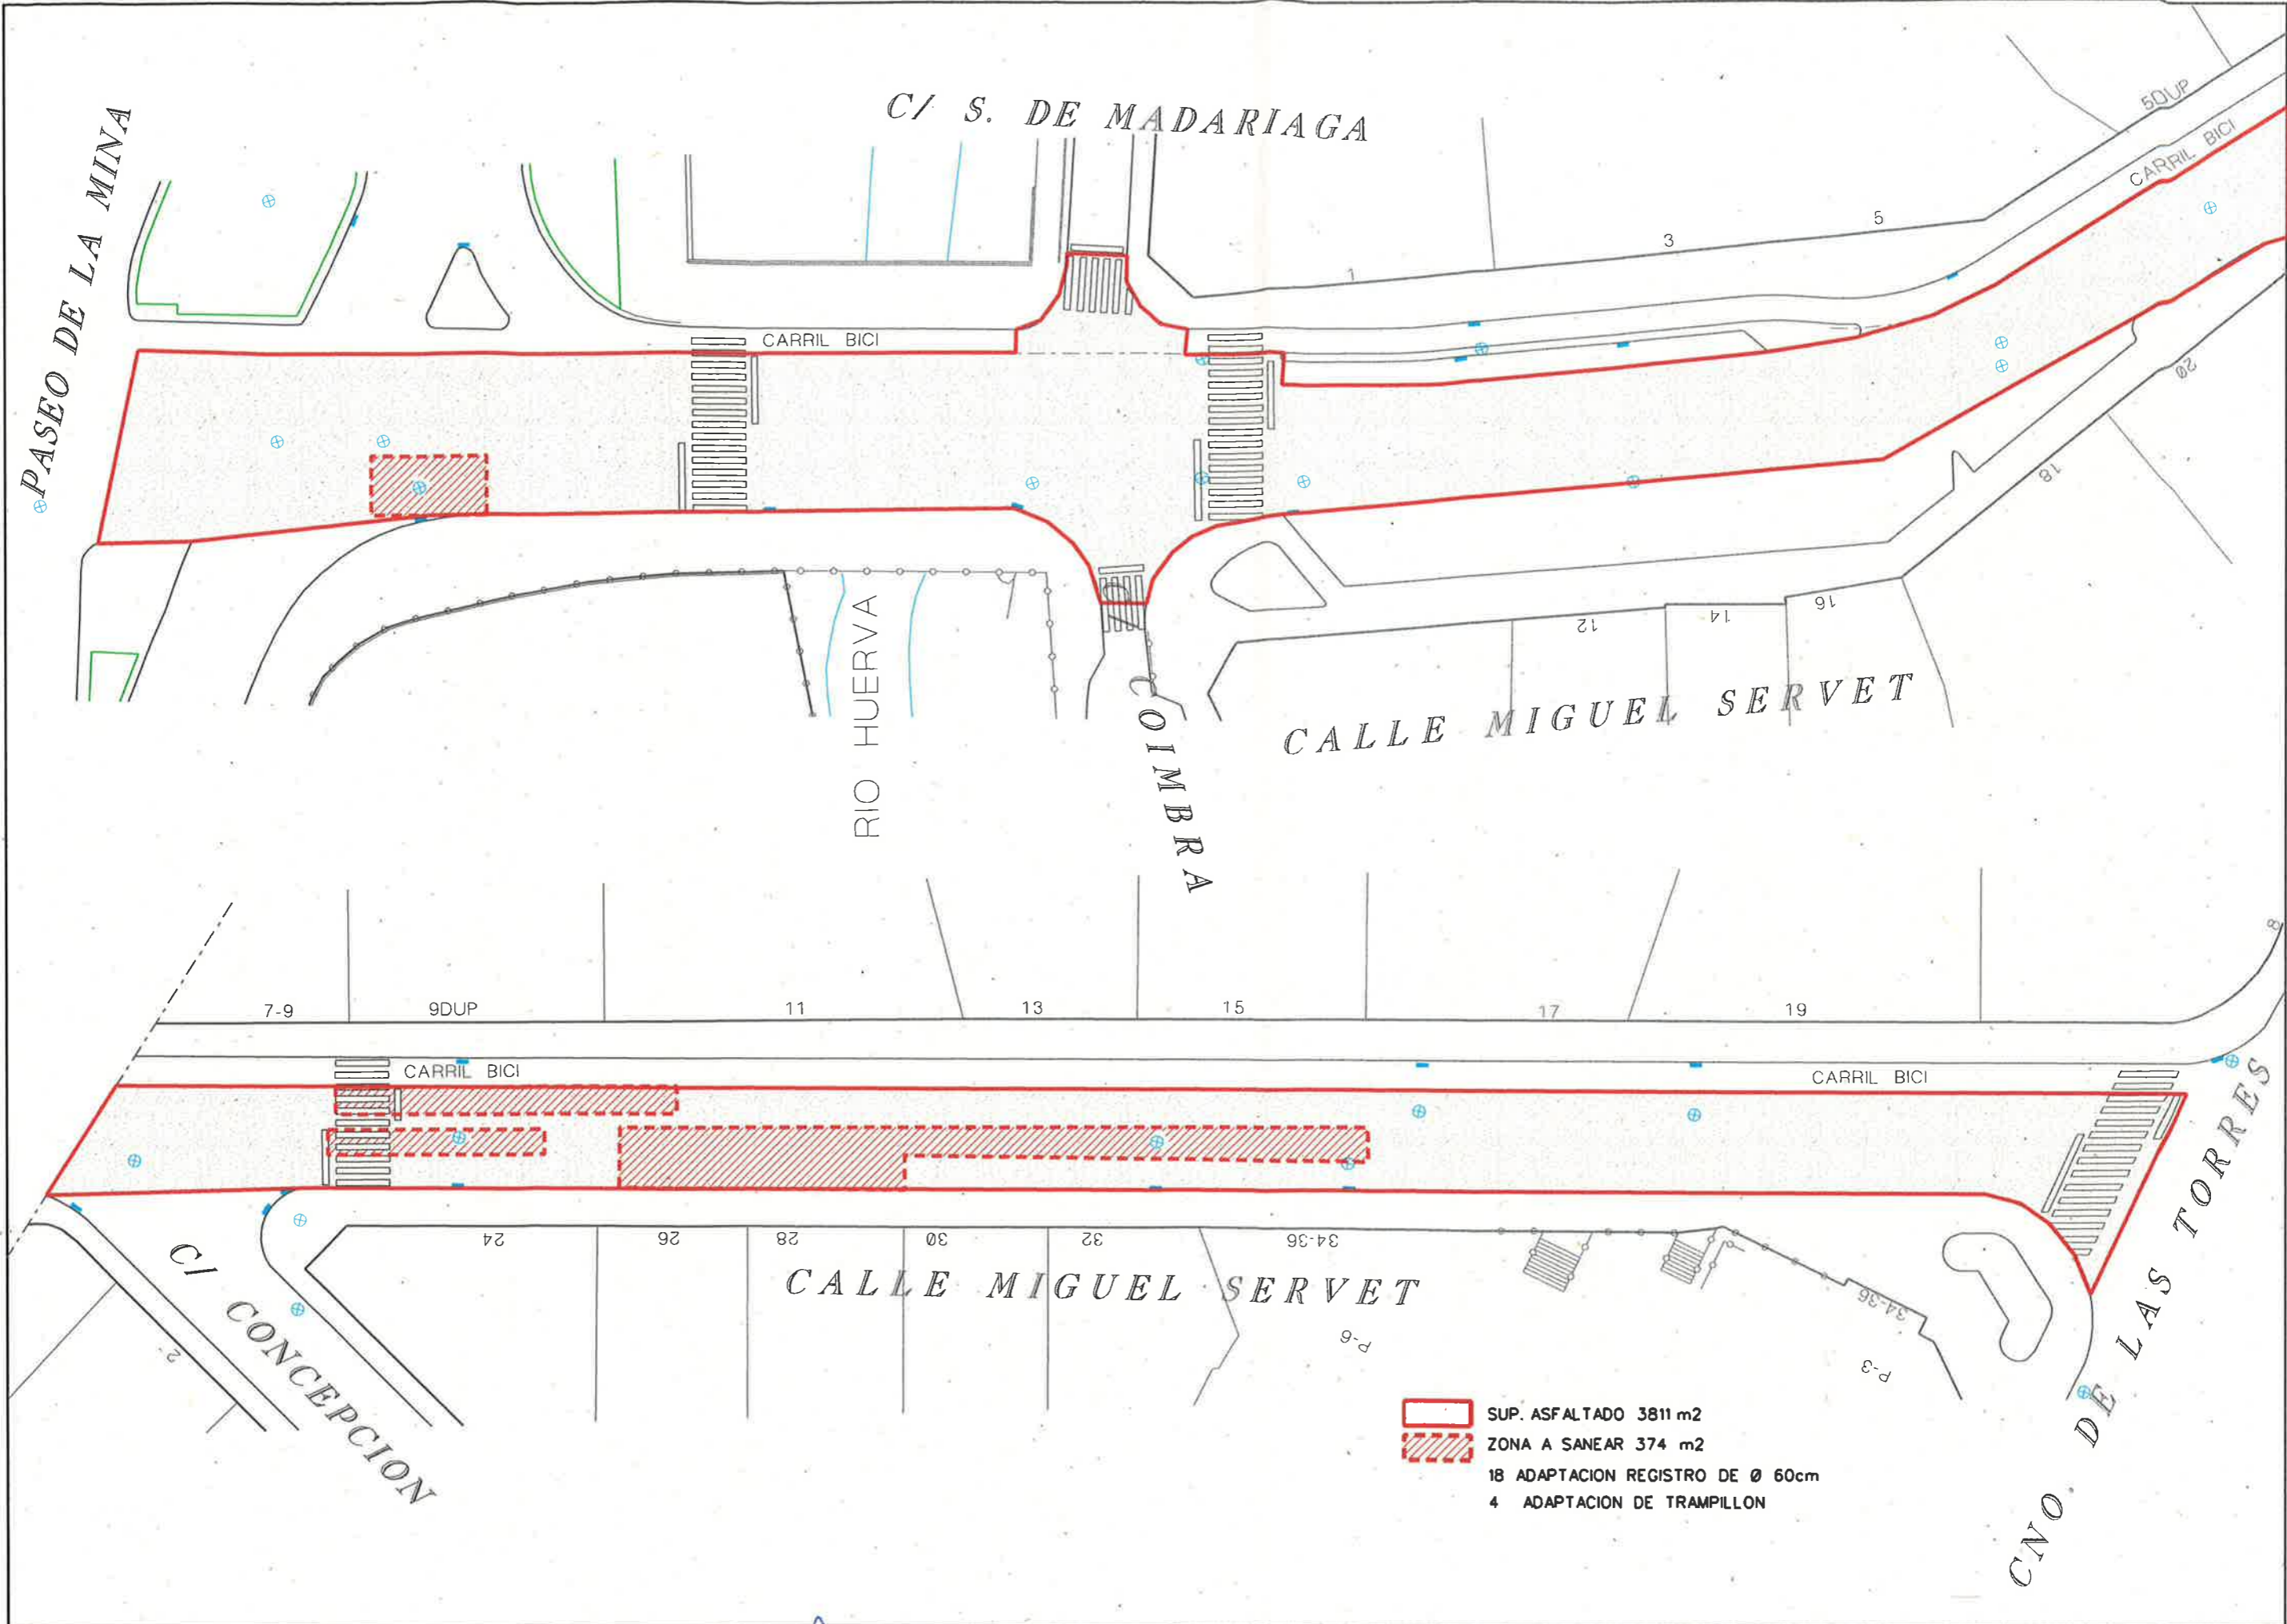 C/ S. DE MADARIAGA
PASEO DE LA MINA
5DUP
CARRIL BICI
5
3
1
CARRIL BICI
20
18
16
14
12
RIO HUERVA
C/ COIMBRA
CALLE MIGUEL SERVET
8
7-9
9DUP
11
13
15
17
19
CARRIL BICI
CARRIL BICI
24
26
28
30
32
34-36
CALLE MIGUEL SERVET
34-36
P-6
P-3
2
C/ CONCEPCION
CNO. DE LAS TORRES
SUP. ASFALTADO 3811 m2
ZONA A SANEAR 374 m2
18 ADAPTACION REGISTRO DE Ø 60cm
4 ADAPTACION DE TRAMPILLON